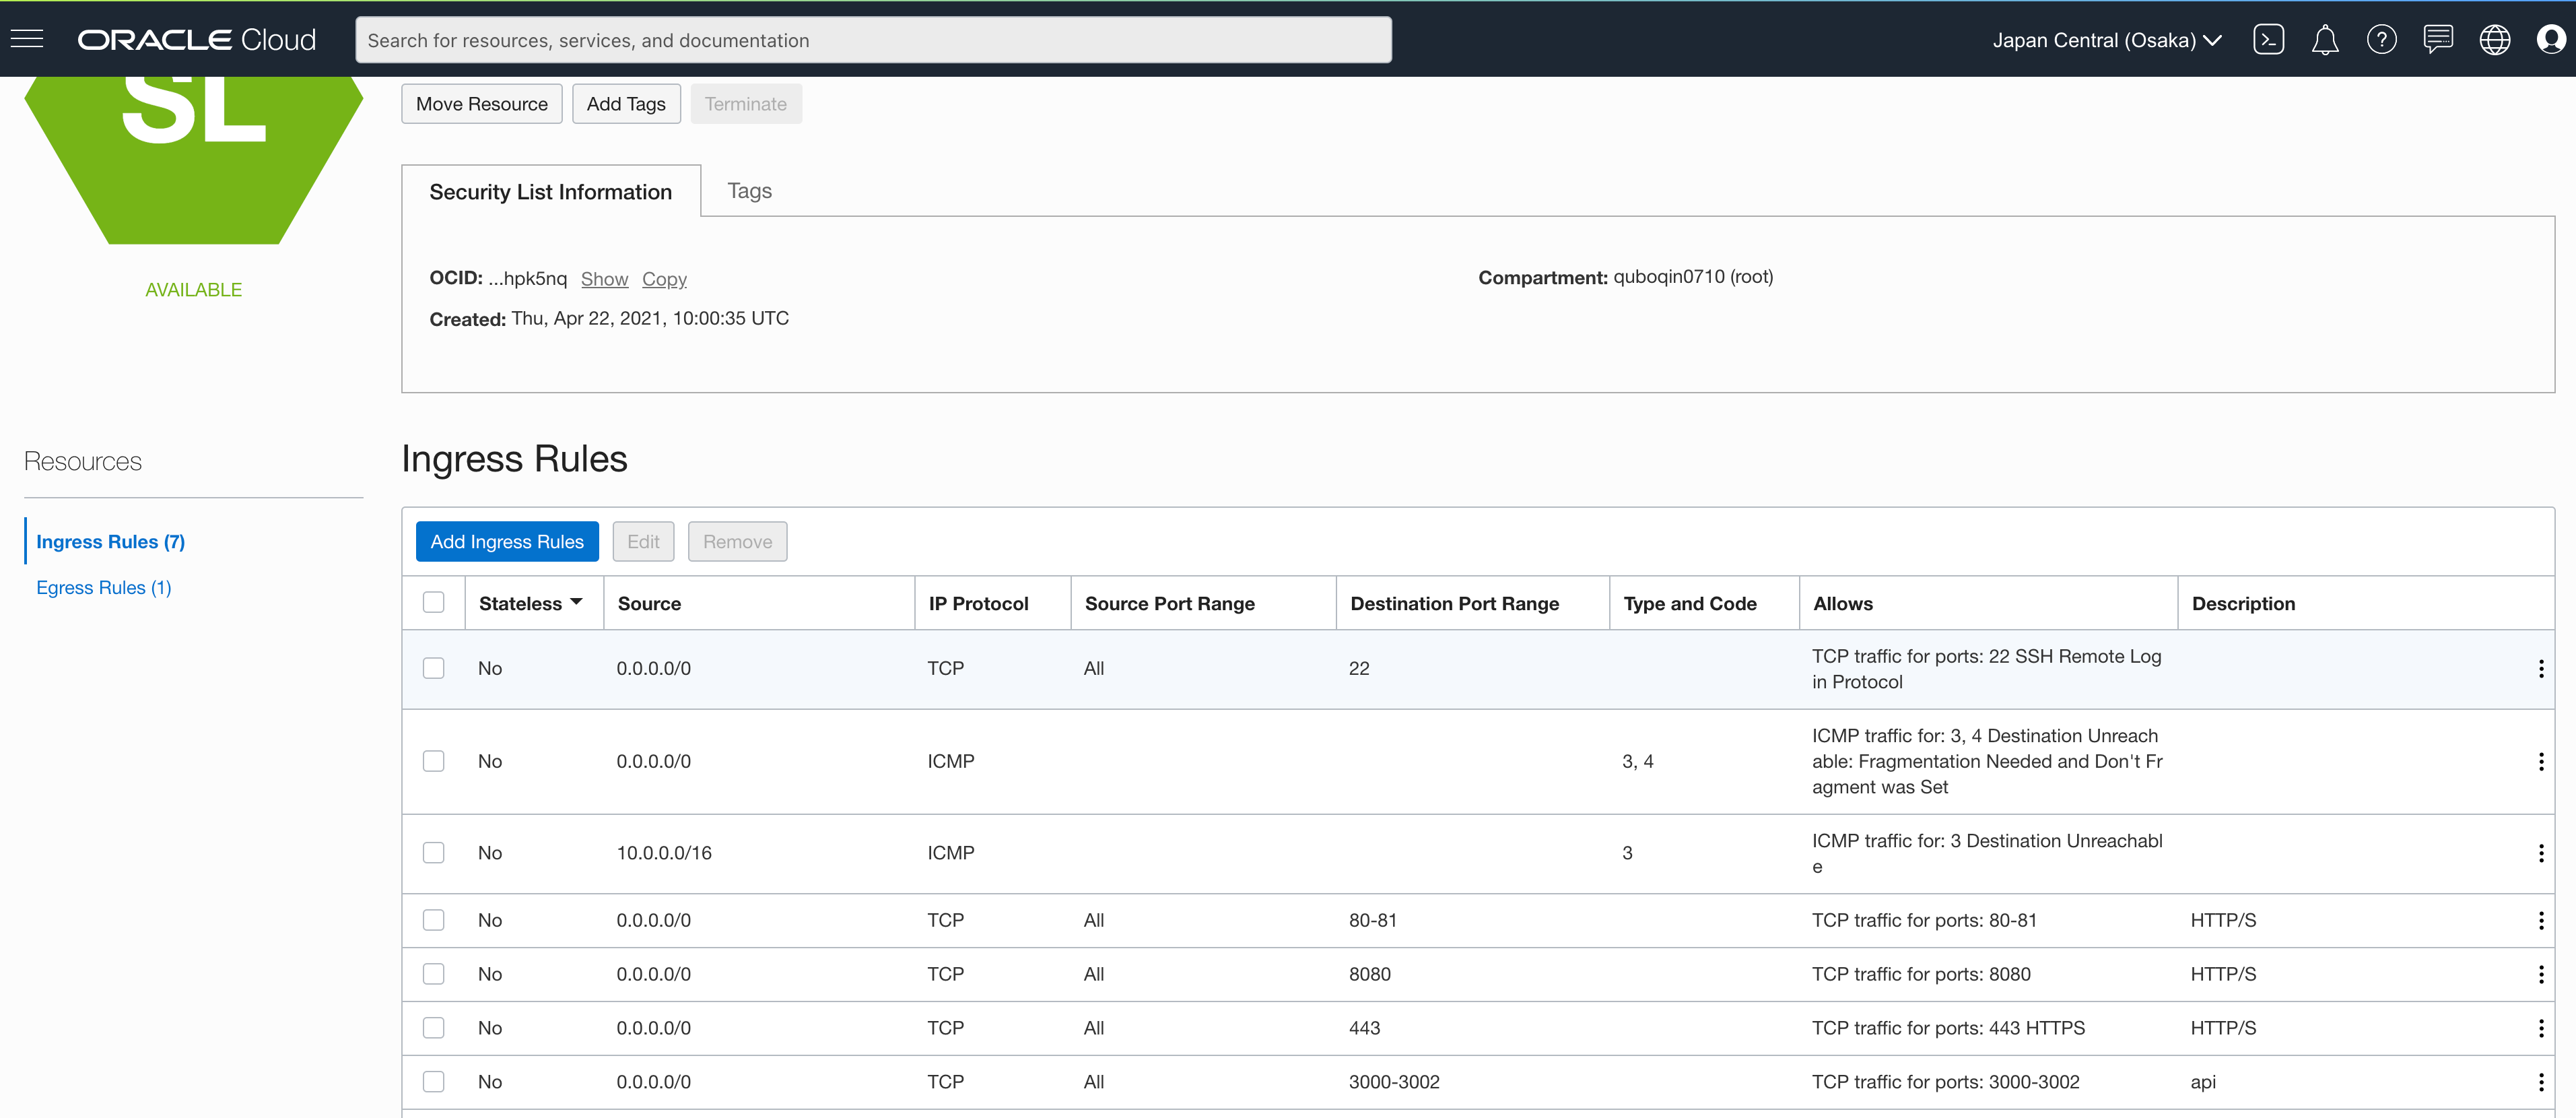 ORACLE Cloud
Search for resources, services, and documentation
Japan Central (Osaka)
SL
Move Resource
Add Tags
Terminate
Security List Information
Tags
OCID: ...hpk5nq Show Copy
Compartment: quboqin0710 (root)
Created: Thu, Apr 22, 2021, 10:00:35 UTC
AVAILABLE
Resources
Ingress Rules (7)
Egress Rules (1)
Ingress Rules
Add Ingress Rules
Edit
Remove
Stateless Source IP Protocol Source Port Range Destination Port Range Type and Code Allows Description
No 0.0.0.0/0 TCP All 22 TCP traffic for ports: 22 SSH Remote Log
in Protocol
No 0.0.0.0/0 ICMP 3, 4 ICMP traffic for: 3, 4 Destination Unreach
able: Fragmentation Needed and Don't Fr
agment was Set
No 10.0.0.0/16 ICMP 3 ICMP traffic for: 3 Destination Unreachabl
e
No 0.0.0.0/0 TCP All 80-81 TCP traffic for ports: 80-81 HTTP/S
No 0.0.0.0/0 TCP All 8080 TCP traffic for ports: 8080 HTTP/S
No 0.0.0.0/0 TCP All 443 TCP traffic for ports: 443 HTTPS HTTP/S
No 0.0.0.0/0 TCP All 3000-3002 TCP traffic for ports: 3000-3002 api